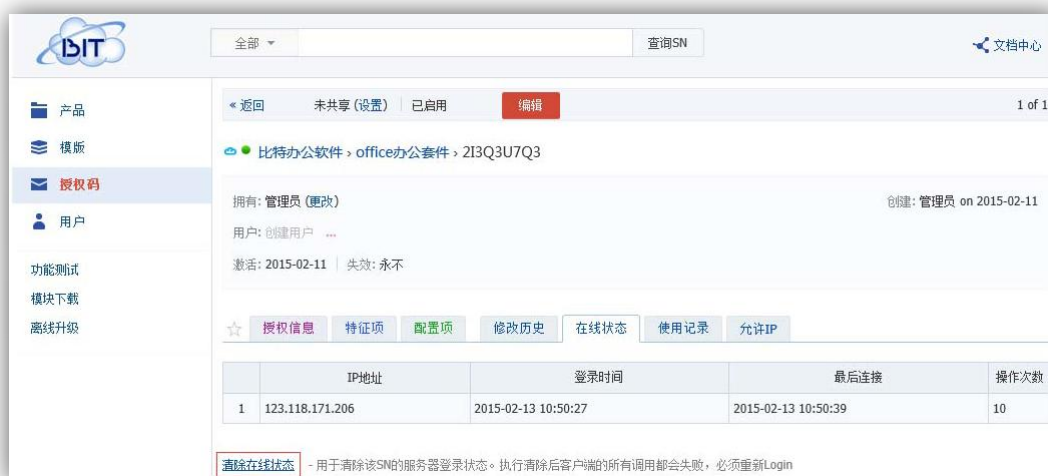 BIT
全部
查询SN
文档中心
产品
模版
授权码
用户
功能测试
模块下载
离线升级
«返回 未共享 (设置) 已启用 编辑 1 of 1
比特办公软件 › office办公套件 › 2I3Q3U7Q3
拥有: 管理员 (更改) 创建: 管理员 on 2015-02-11
用户: 创建用户 ...
激活: 2015-02-11 | 失效: 永不
授权信息 特征项 配置项 修改历史 在线状态 使用记录 允许IP
IP地址 登录时间 最后连接 操作次数
1 123.118.171.206 2015-02-13 10:50:27 2015-02-13 10:50:39 10
清除在线状态 - 用于清除该SN的服务器登录状态。执行清除后客户端的所有调用都会失败，必须重新Login